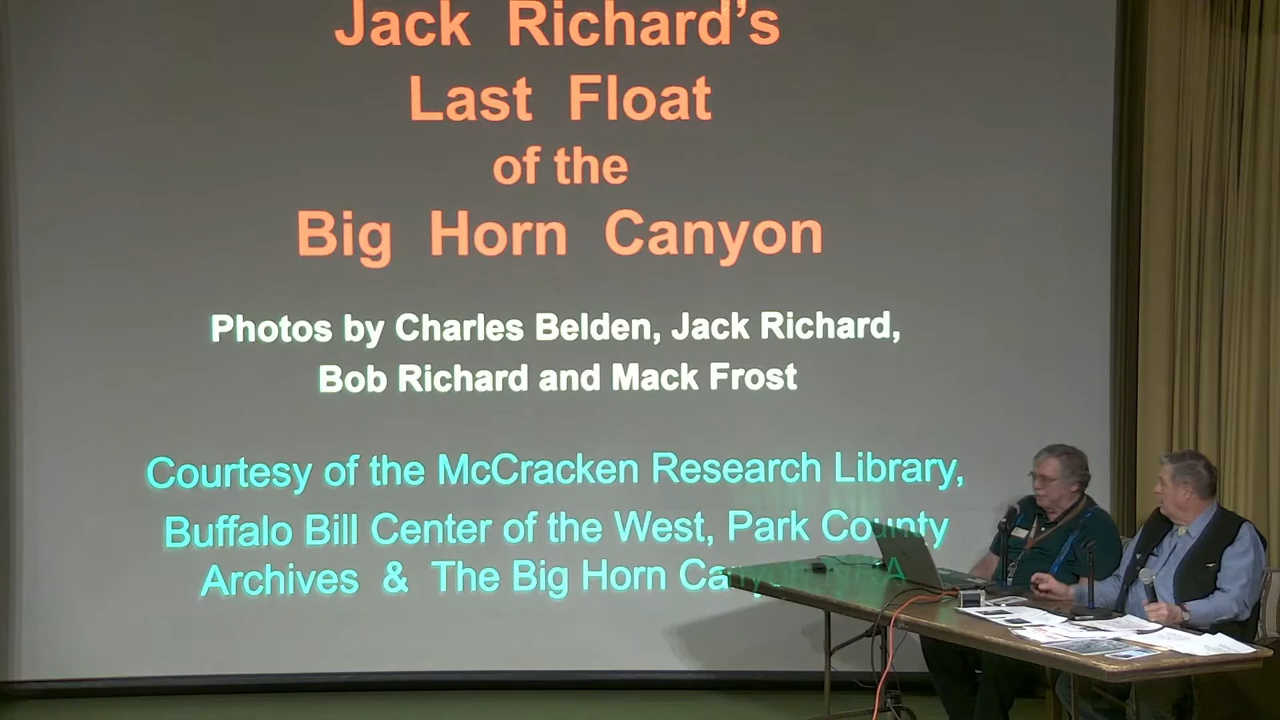 Jack Richard's
Last Float
of the
Big Horn Canyon
Photos by Charles Belden, Jack Richard,
Bob Richard and Mack Frost
Courtesy of the McCracken Research Library,
Buffalo Bill Center of the West, Park County
Archives & The Big Horn